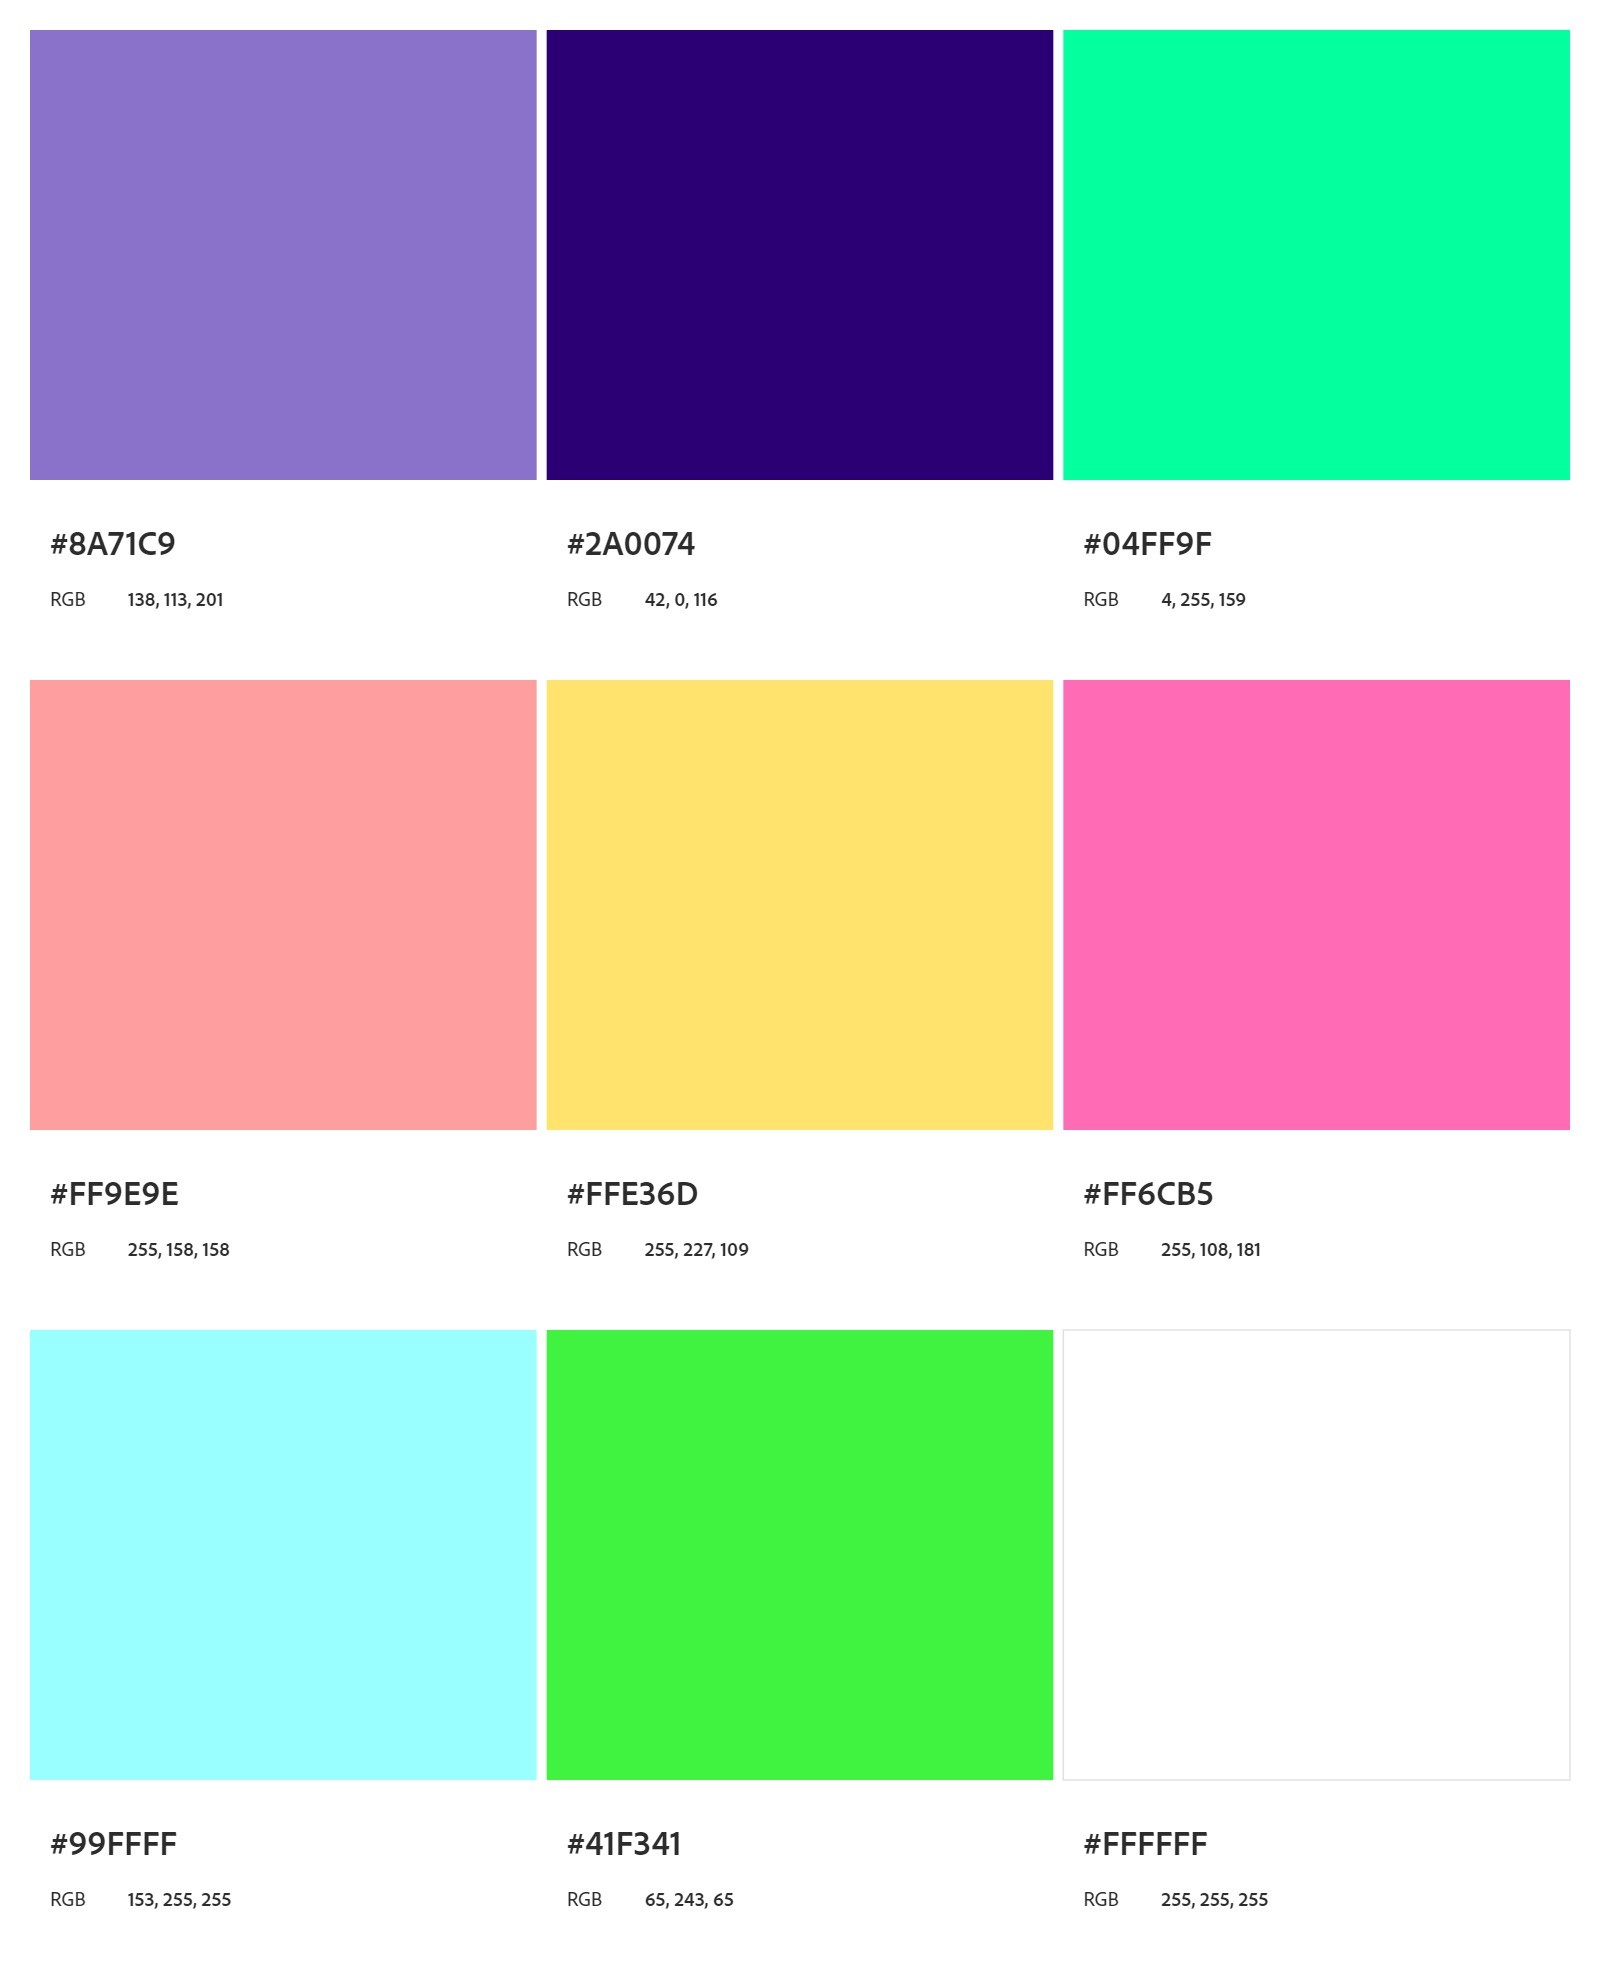 #8A71C9
RGB 138, 113, 201
#2A0074
RGB 42, 0, 116
#04FF9F
RGB 4, 255, 159
#FF9E9E
RGB 255, 158, 158
#FFE36D
RGB 255, 227, 109
#FF6CB5
RGB 255, 108, 181
#99FFFF
RGB 153, 255, 255
#41F341
RGB 65, 243, 65
#FFFFFF
RGB 255, 255, 255